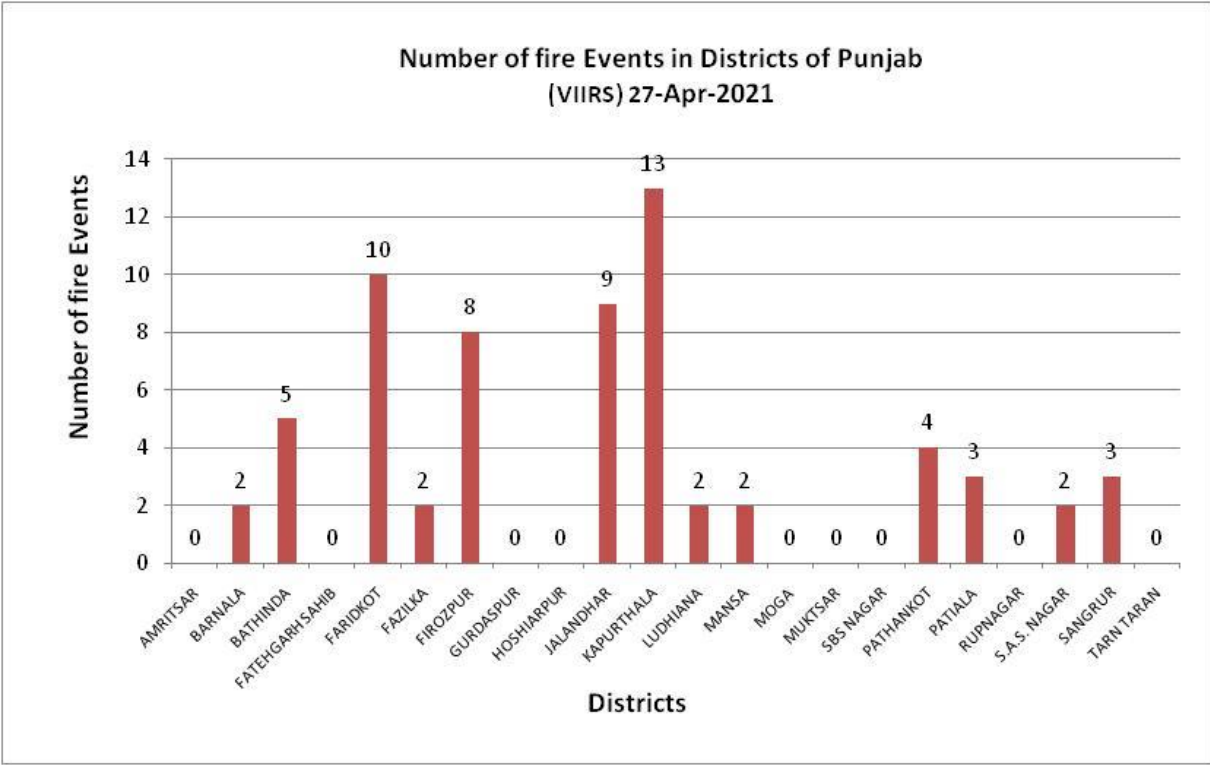 Number of fire Events in Districts of Punjab
(VIIRS) 27-Apr-2021
Number of fire Events
14
12
10
8
6
4
2
0
0
2
5
0
10
2
8
0
0
9
13
2
2
0
0
0
4
3
0
2
3
0
AMRITSAR
BARNALA
BATHINDA
FATEHGARH SAHIB
FARIDKOT
FAZILKA
FIROZPUR
GURDASPUR
HOSHIARPUR
JALANDHAR
KAPURTHALA
LUDHIANA
MANSA
MOGA
MUKTSAR
SBS NAGAR
PATHANKOT
PATIALA
RUPNAGAR
S.A.S. NAGAR
SANGRUR
TARN TARAN
Districts